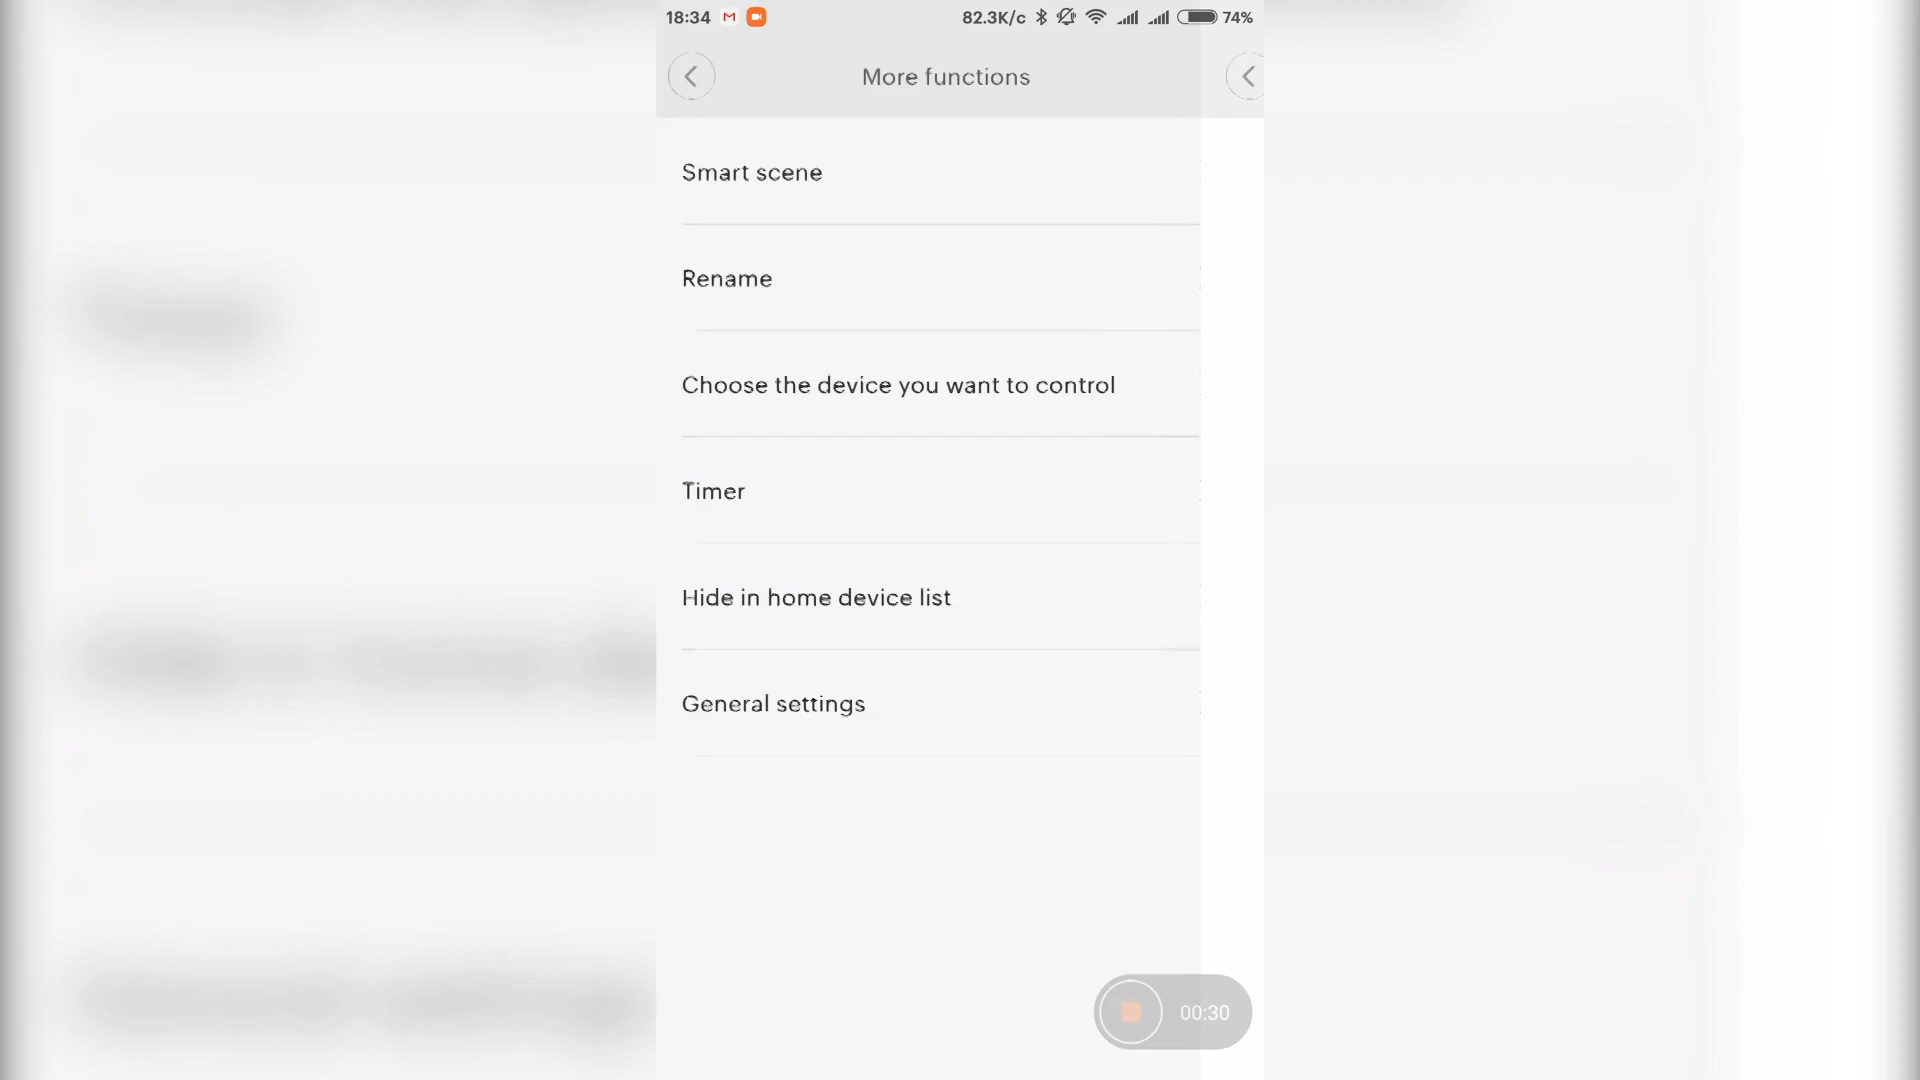 18:34 82.3K/c 74%
More functions
Smart scene
Rename
Choose the device you want to control
Timer
Hide in home device list
General settings
00:30